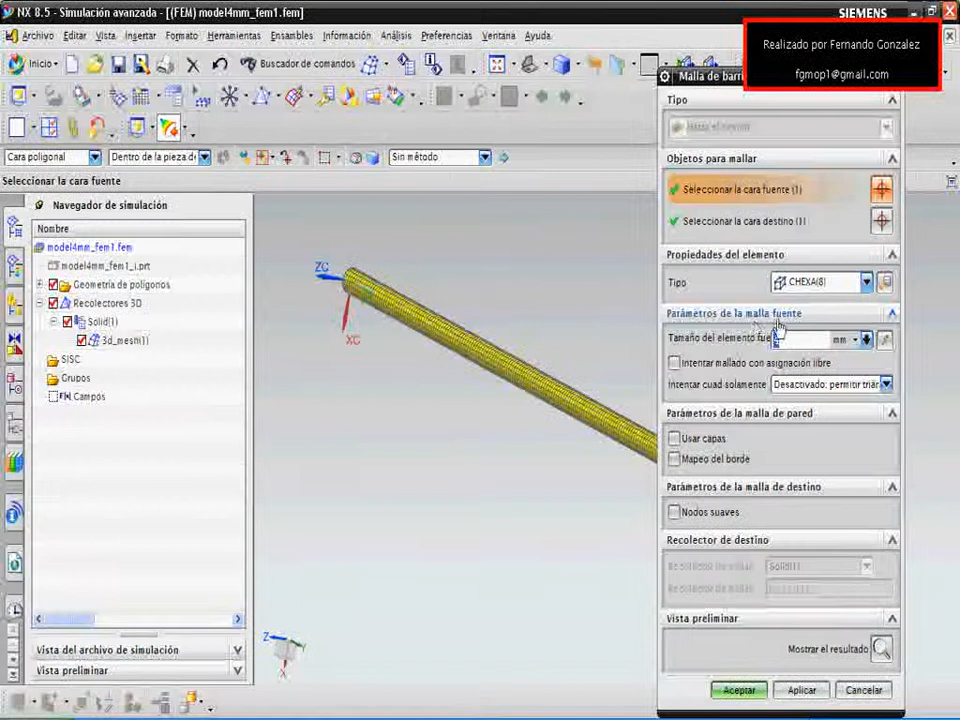 NX 8.5 - Simulación avanzada - [(FEM) model4mm_fem1.fem]
SIEMENS
Archivo Editar Vista Insertar Formato Herramientas Ensambles Información Análisis Preferencias Ventana Ayuda
Realizado por Fernando Gonzalez
fgmop1@gmail.com
Inicio
Buscador de comandos
Cara poligonal
Dentro de la pieza de
Sin método
Seleccionar la cara fuente
Navegador de simulación
Nombre
model4mm_fem1.fem
model4mm_fem1_i.prt
Geometría de polígonos
Recolectores 3D
Solid(1)
3d_mesh(1)
SISC
Grupos
Campos
Vista del archivo de simulación
Vista preliminar
ZC
XC
Z
X
Malla de barri
Tipo
Objetos para mallar
Seleccionar la cara fuente (1)
Seleccionar la cara destino (1)
Propiedades del elemento
Tipo
CHEXA(8)
Parámetros de la malla fuente
Tamaño del elemento fue
mm
Intentar mallado con asignación libre
Intentar cuad solamente
Desactivado: permitir trián
Parámetros de la malla de pared
Usar capas
Mapeo del borde
Parámetros de la malla de destino
Nodos suaves
Recolector de destino
Solid(1)
Vista preliminar
Mostrar el resultado
Aceptar
Aplicar
Cancelar